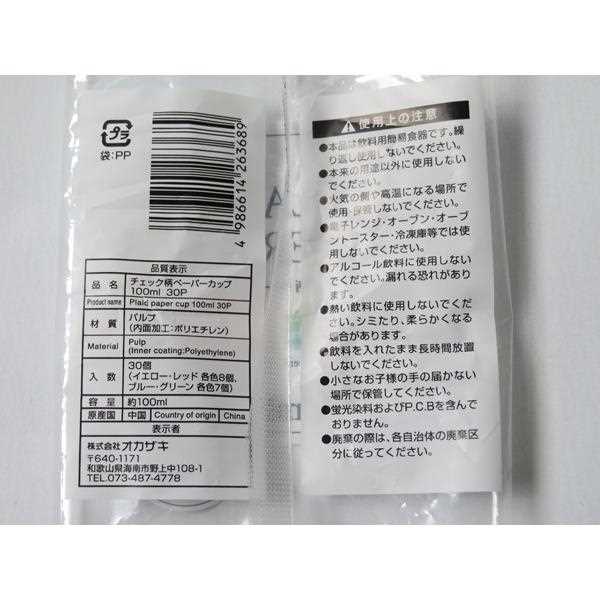 プラ
袋:PP
4 986614 263689
品質表示
品名 チェック柄ペーパーカップ
100ml 30P
Product name Plaid paper cup 100ml 30P
材質 パルプ
(内面加工:ポリエチレン)
Material Pulp
(Inner coating:Polyethylene)
入数 30個
(イエロー・レッド 各色8個、
ブルー・グリーン 各色7個)
容量 約100ml
原産国 中国 Country of origin China
表示者
株式会社オカザキ
〒640-1171
和歌山県海南市野上中108-1
TEL.073-487-4778
使用上の注意
●本品は飲料用簡易食器です。繰
り返し使用しないでください。
●本来の用途以外に使用しない
でください。
●火気の側や高温になる場所で
使用・保管しないでください。
●電子レンジ・オーブン・オーブ
ントースター・冷凍庫等では使
用しないでください。
●アルコール飲料に使用しない
でください。漏れる恐れがあり
ます。
●熱い飲料に使用しないでくだ
さい。シミたり、柔らかくなる
場合があります。
●飲料を入れたまま長時間放置
しないでください。
●小さなお子様の手の届かない
場所で保管してください。
●蛍光染料およびP.C.Bを含んで
おりません。
●廃棄の際は、各自治体の廃棄区
分に従ってください。